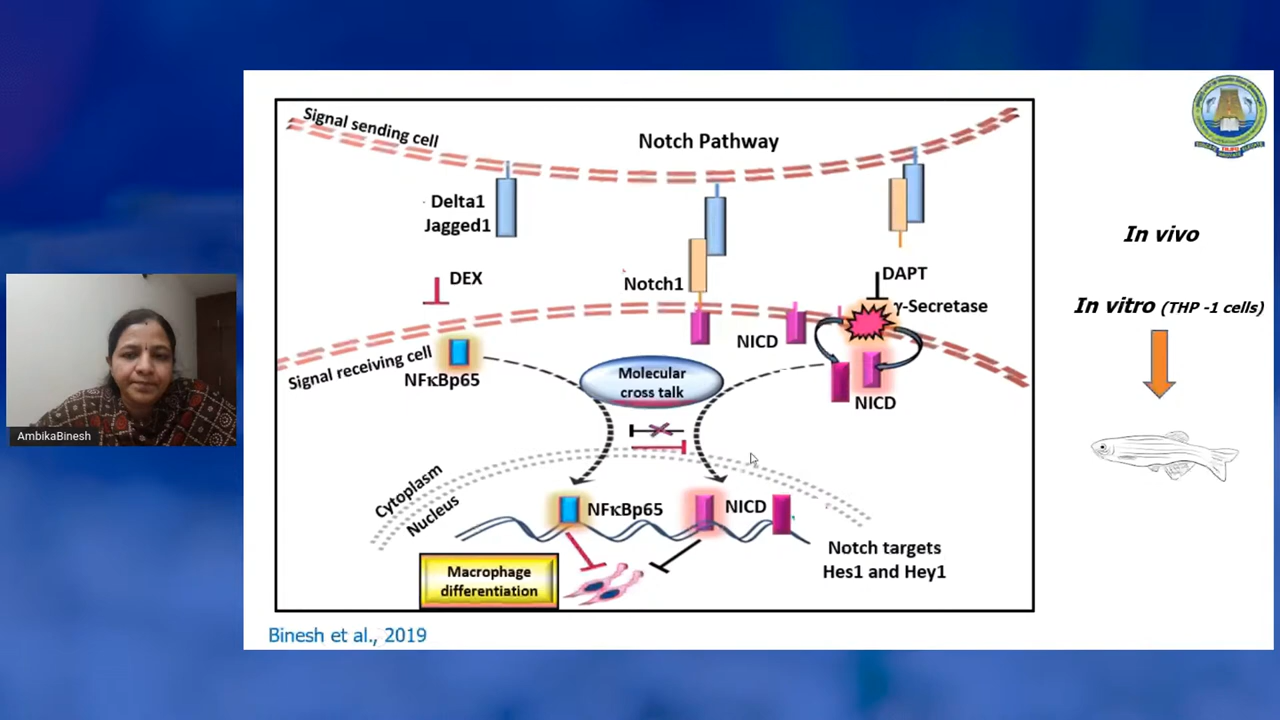 Signal sending cell
Notch Pathway
Delta1
Jagged1
DEX
Notch1
DAPT
γ-Secretase
NICD
Signal receiving cell
NFκBp65
Molecular
cross talk
NICD
Cytoplasm
Nucleus
NFκBp65
NICD
Notch targets
Hes1 and Hey1
Macrophage
differentiation
Binesh et al., 2019
In vivo
In vitro (THP -1 cells)
AmbikaBinesh